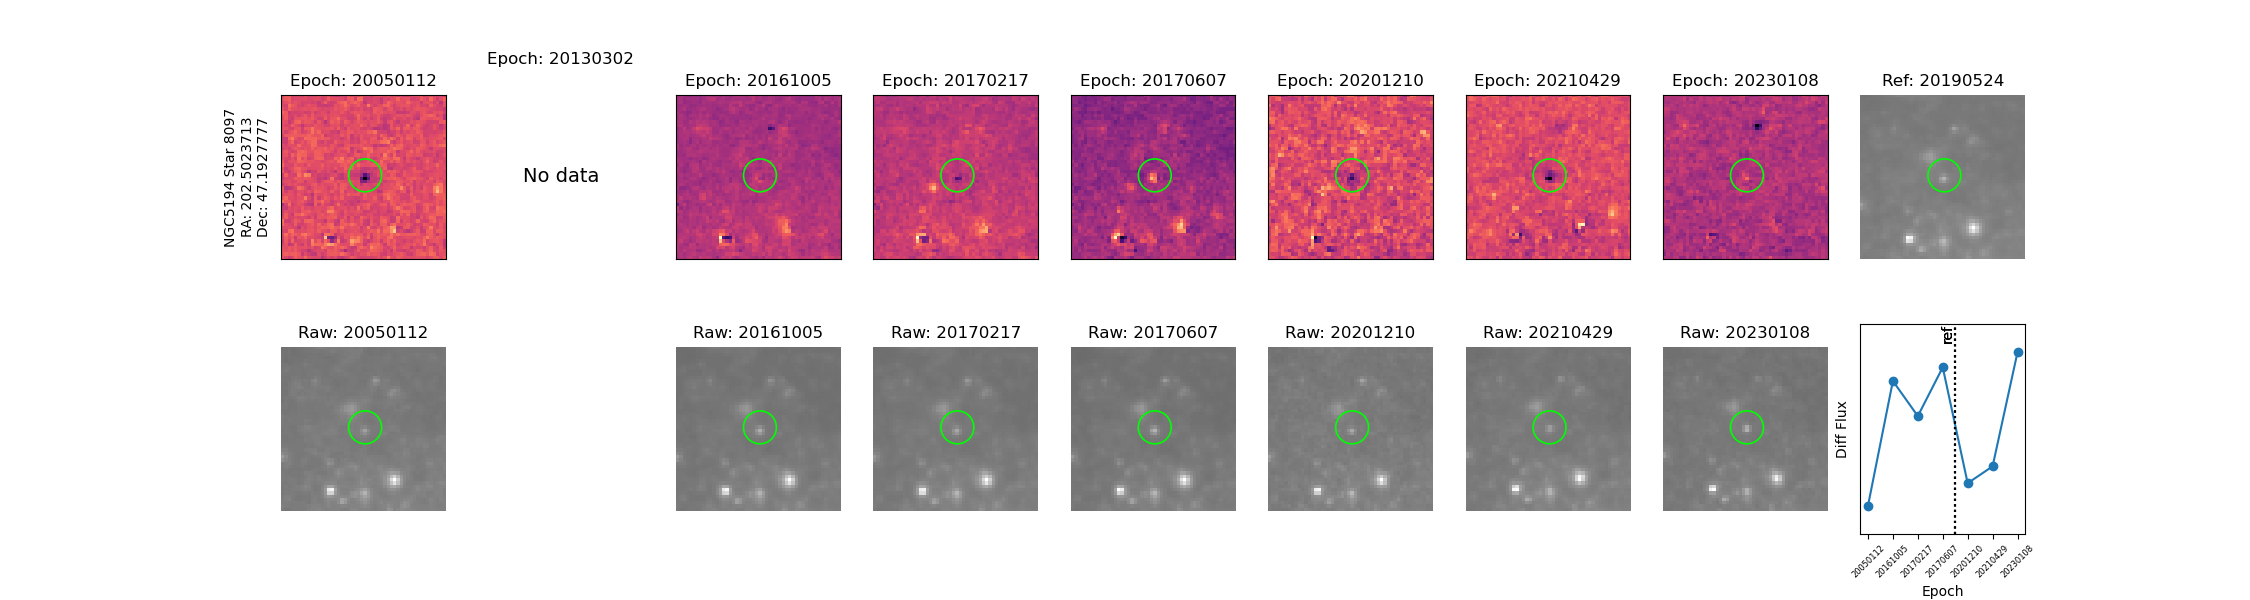 Epoch: 20130302
Epoch: 20050112
Epoch: 20161005
Epoch: 20170217
Epoch: 20170607
Epoch: 20201210
Epoch: 20210429
Epoch: 20230108
Ref: 20190524
NGC5194 Star 8097
RA: 202.5023713
Dec: 47.1927777
No data
Raw: 20050112
Raw: 20161005
Raw: 20170217
Raw: 20170607
Raw: 20201210
Raw: 20210429
Raw: 20230108
ref
Diff Flux
20050112
20161005
20170217
20170607
20201210
20210429
20230108
Epoch